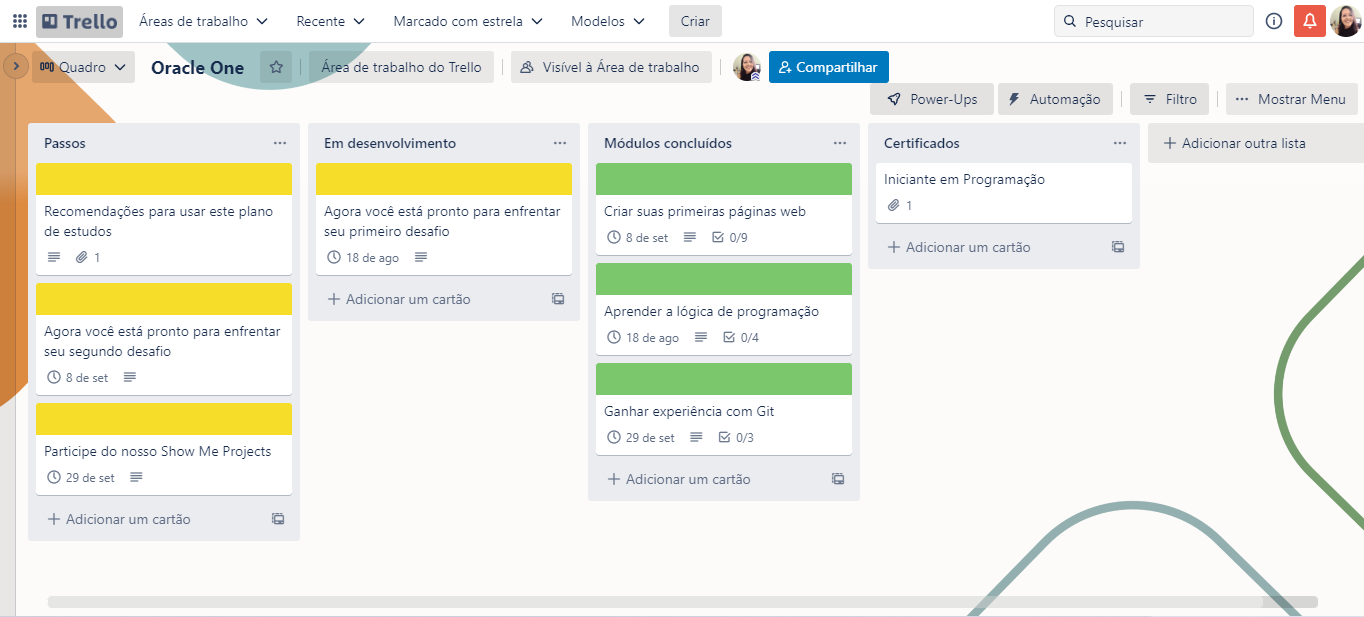 Trello
Áreas de trabalho
Recente
Marcado com estrela
Modelos
Criar
Pesquisar
Quadro
Oracle One
Área de trabalho do Trello
Visível à Área de trabalho
Compartilhar
Power-Ups
Automação
Filtro
Mostrar Menu
Passos
Recomendações para usar este plano
de estudos
1
Agora você está pronto para enfrentar
seu segundo desafio
8 de set
Participe do nosso Show Me Projects
29 de set
Adicionar um cartão
Em desenvolvimento
Agora você está pronto para enfrentar
seu primeiro desafio
18 de ago
Adicionar um cartão
Módulos concluídos
Criar suas primeiras páginas web
8 de set 0/9
Aprender a lógica de programação
18 de ago 0/4
Ganhar experiência com Git
29 de set 0/3
Adicionar um cartão
Certificados
Iniciante em Programação
1
Adicionar um cartão
Adicionar outra lista